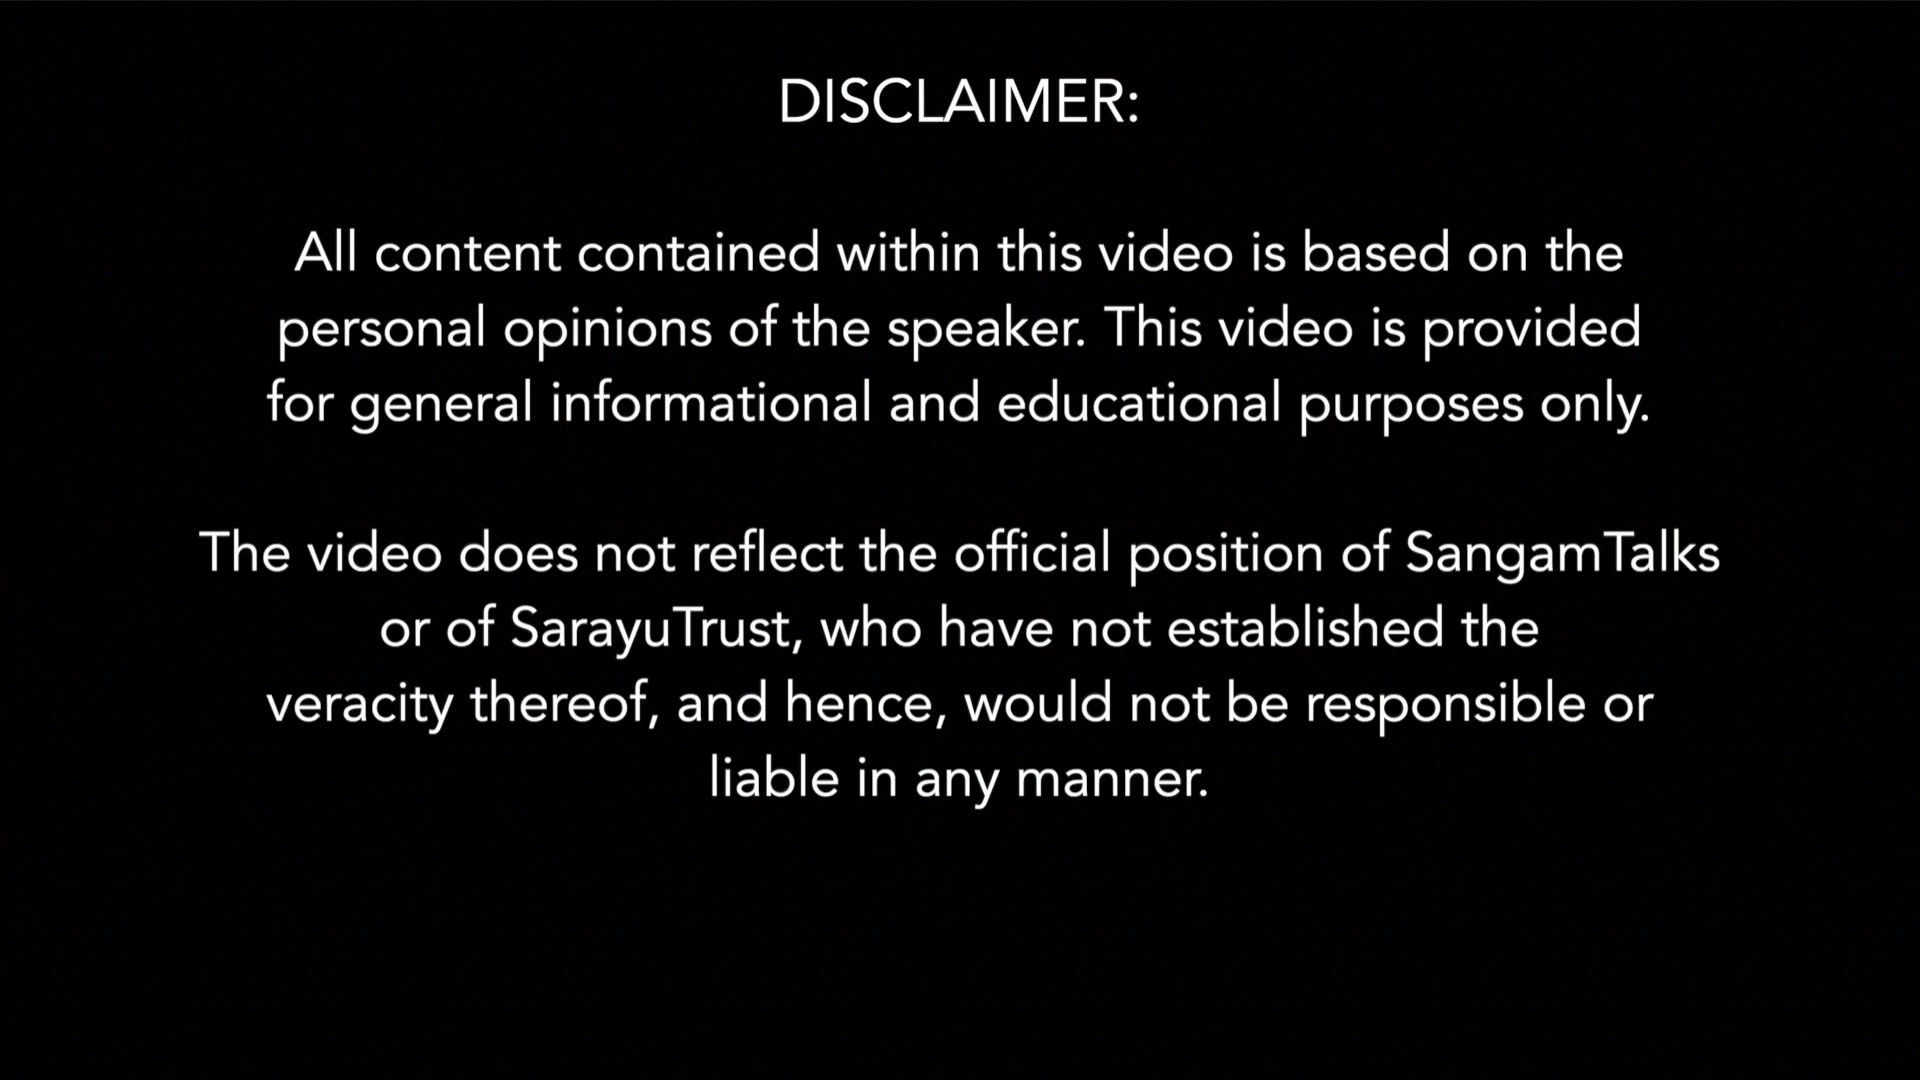 DISCLAIMER:
All content contained within this video is based on the
personal opinions of the speaker. This video is provided
for general informational and educational purposes only.
The video does not reflect the official position of SangamTalks
or of SarayuTrust, who have not established the
veracity thereof, and hence, would not be responsible or
liable in any manner.